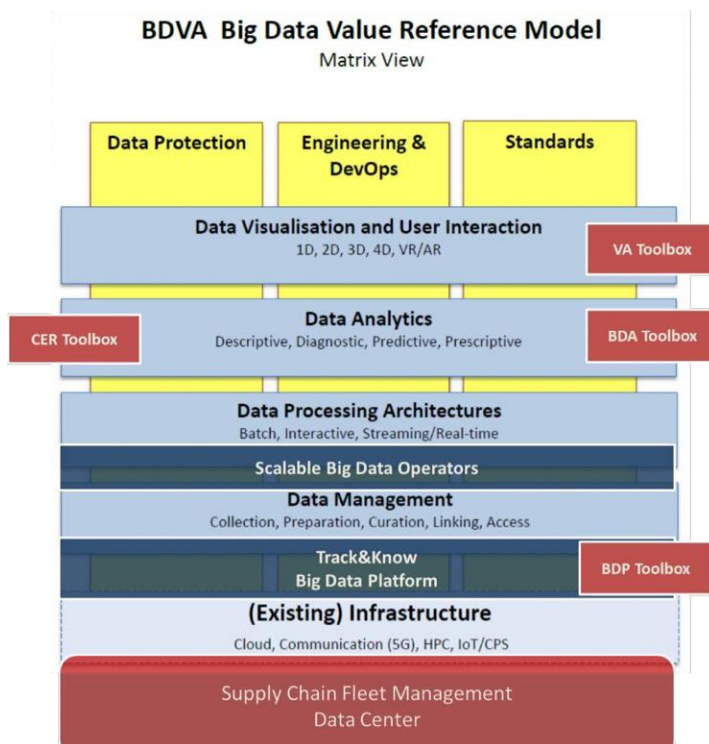 BDVA Big Data Value Reference Model
Matrix View
Data Protection
Engineering &
DevOps
Standards
Data Visualisation and User Interaction
1D, 2D, 3D, 4D, VR/AR
VA Toolbox
Data Analytics
CER Toolbox
Descriptive, Diagnostic, Predictive, Prescriptive
BDA Toolbox
Data Processing Architectures
Batch, Interactive, Streaming/Real-time
Scalable Big Data Operators
Data Management
Collection, Preparation, Curation, Linking, Access
Track&Know
Big Data Platform
BDP Toolbox
(Existing) Infrastructure
Cloud, Communication (5G), HPC, IoT/CPS
Supply Chain Fleet Management
Data Center